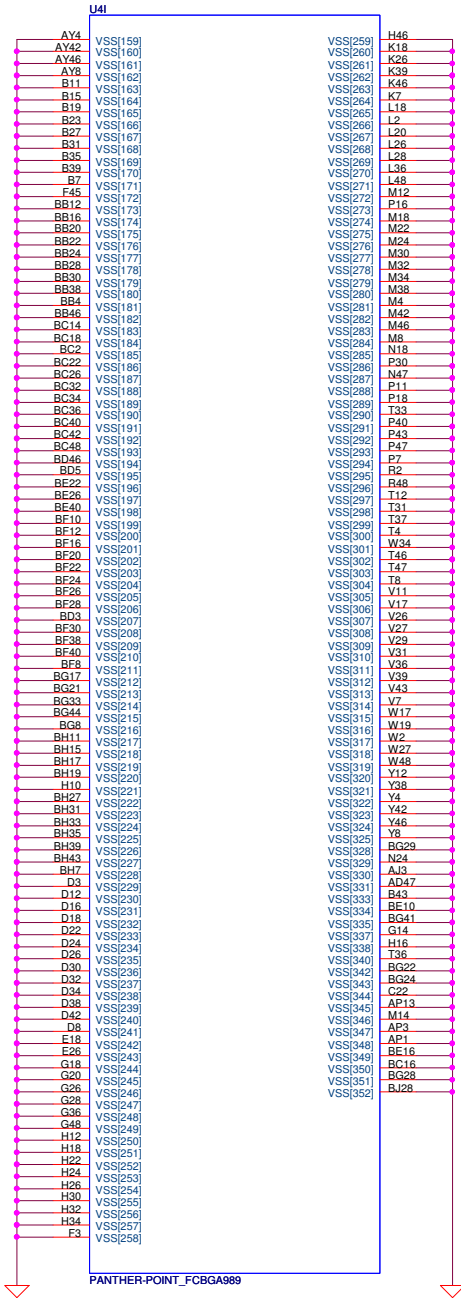 U4I
AY4 VSS[159] VSS[259] H46
AY42 VSS[160] VSS[260] K18
AY46 VSS[161] VSS[261] K26
AY8 VSS[162] VSS[262] K39
B11 VSS[163] VSS[263] K46
B15 VSS[164] VSS[264] K7
B19 VSS[165] VSS[265] L18
B23 VSS[166] VSS[266] L2
B27 VSS[167] VSS[267] L20
B31 VSS[168] VSS[268] L26
B35 VSS[169] VSS[269] L28
B39 VSS[170] VSS[270] L36
B7 VSS[171] VSS[271] L48
F45 VSS[172] VSS[272] M12
BB12 VSS[173] VSS[273] P16
BB16 VSS[174] VSS[274] M18
BB20 VSS[175] VSS[275] M22
BB22 VSS[176] VSS[276] M24
BB24 VSS[177] VSS[277] M30
BB28 VSS[178] VSS[278] M32
BB30 VSS[179] VSS[279] M34
BB38 VSS[180] VSS[280] M38
BB4 VSS[181] VSS[281] M4
BB46 VSS[182] VSS[282] M42
BC14 VSS[183] VSS[283] M46
BC18 VSS[184] VSS[284] M8
BC2 VSS[185] VSS[285] N18
BC22 VSS[186] VSS[286] P30
BC26 VSS[187] VSS[287] N47
BC32 VSS[188] VSS[288] P11
BC34 VSS[189] VSS[289] P18
BC36 VSS[190] VSS[290] T33
BC40 VSS[191] VSS[291] P40
BC42 VSS[192] VSS[292] P43
BC48 VSS[193] VSS[293] P47
BD46 VSS[194] VSS[294] P7
BD5 VSS[195] VSS[295] R2
BE22 VSS[196] VSS[296] R48
BE26 VSS[197] VSS[297] T12
BE40 VSS[198] VSS[298] T31
BF10 VSS[199] VSS[299] T37
BF12 VSS[200] VSS[300] T4
BF16 VSS[201] VSS[301] W34
BF20 VSS[202] VSS[302] T46
BF22 VSS[203] VSS[303] T47
BF24 VSS[204] VSS[304] T8
BF26 VSS[205] VSS[305] V11
BF28 VSS[206] VSS[306] V17
BD3 VSS[207] VSS[307] V26
BF30 VSS[208] VSS[308] V27
BF38 VSS[209] VSS[309] V29
BF40 VSS[210] VSS[310] V31
BF8 VSS[211] VSS[311] V36
BG17 VSS[212] VSS[312] V39
BG21 VSS[213] VSS[313] V43
BG33 VSS[214] VSS[314] V7
BG44 VSS[215] VSS[315] W17
BG8 VSS[216] VSS[316] W19
BH11 VSS[217] VSS[317] W2
BH15 VSS[218] VSS[318] W27
BH17 VSS[219] VSS[319] W48
BH19 VSS[220] VSS[320] Y12
H10 VSS[221] VSS[321] Y38
BH27 VSS[222] VSS[322] Y4
BH31 VSS[223] VSS[323] Y42
BH33 VSS[224] VSS[324] Y46
BH35 VSS[225] VSS[325] Y8
BH39 VSS[226] VSS[328] BG29
BH43 VSS[227] VSS[329] N24
BH7 VSS[228] VSS[330] AJ3
D3 VSS[229] VSS[331] AD47
D12 VSS[230] VSS[333] B43
D16 VSS[231] VSS[334] BE10
D18 VSS[232] VSS[335] BG41
D22 VSS[233] VSS[337] G14
D24 VSS[234] VSS[338] H16
D26 VSS[235] VSS[340] T36
D30 VSS[236] VSS[342] BG22
D32 VSS[237] VSS[343] BG24
D34 VSS[238] VSS[344] C22
D38 VSS[239] VSS[345] AP13
D42 VSS[240] VSS[346] M14
D8 VSS[241] VSS[347] AP3
E18 VSS[242] VSS[348] AP1
E26 VSS[243] VSS[349] BE16
G18 VSS[244] VSS[350] BC16
G20 VSS[245] VSS[351] BG28
G26 VSS[246] VSS[352] BJ28
G28 VSS[247]
G36 VSS[248]
G48 VSS[249]
H12 VSS[250]
H18 VSS[251]
H22 VSS[252]
H24 VSS[253]
H26 VSS[254]
H30 VSS[255]
H32 VSS[256]
H34 VSS[257]
F3 VSS[258]
PANTHER-POINT_FCBGA989